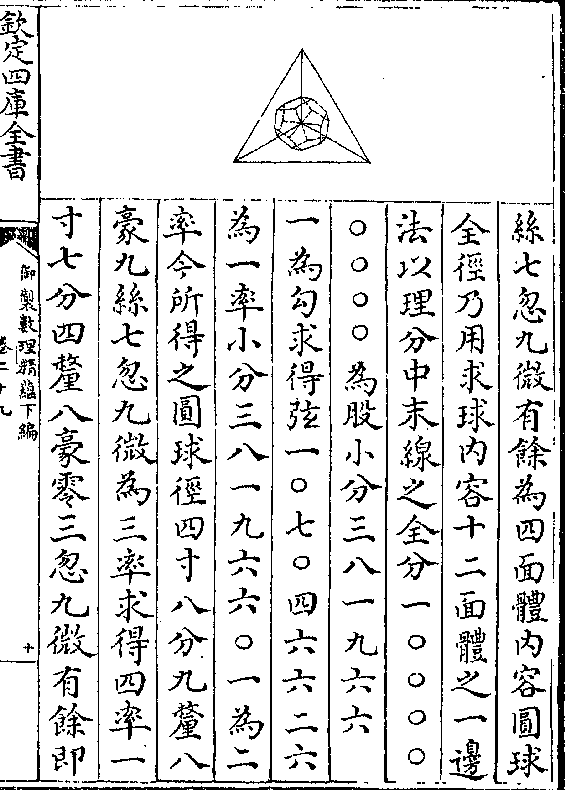 絲七忽九微有餘為四面體內容圓球
全徑乃用求球内容十二面體之一邊
法以理分中末線之全分一〇〇〇〇
〇〇〇〇為股小分三八一九六六
一為勾求得弦一〇七〇四六六二六
為一率小分三八一九六六〇一為二
率今所得之圓球徑四寸八分九釐八
豪九絲七忽九微為三率求得四率一
寸七分四釐八豪零三忽九微有餘即
欽定四庫全書
御製數理精蘊下編
卷二十九
十